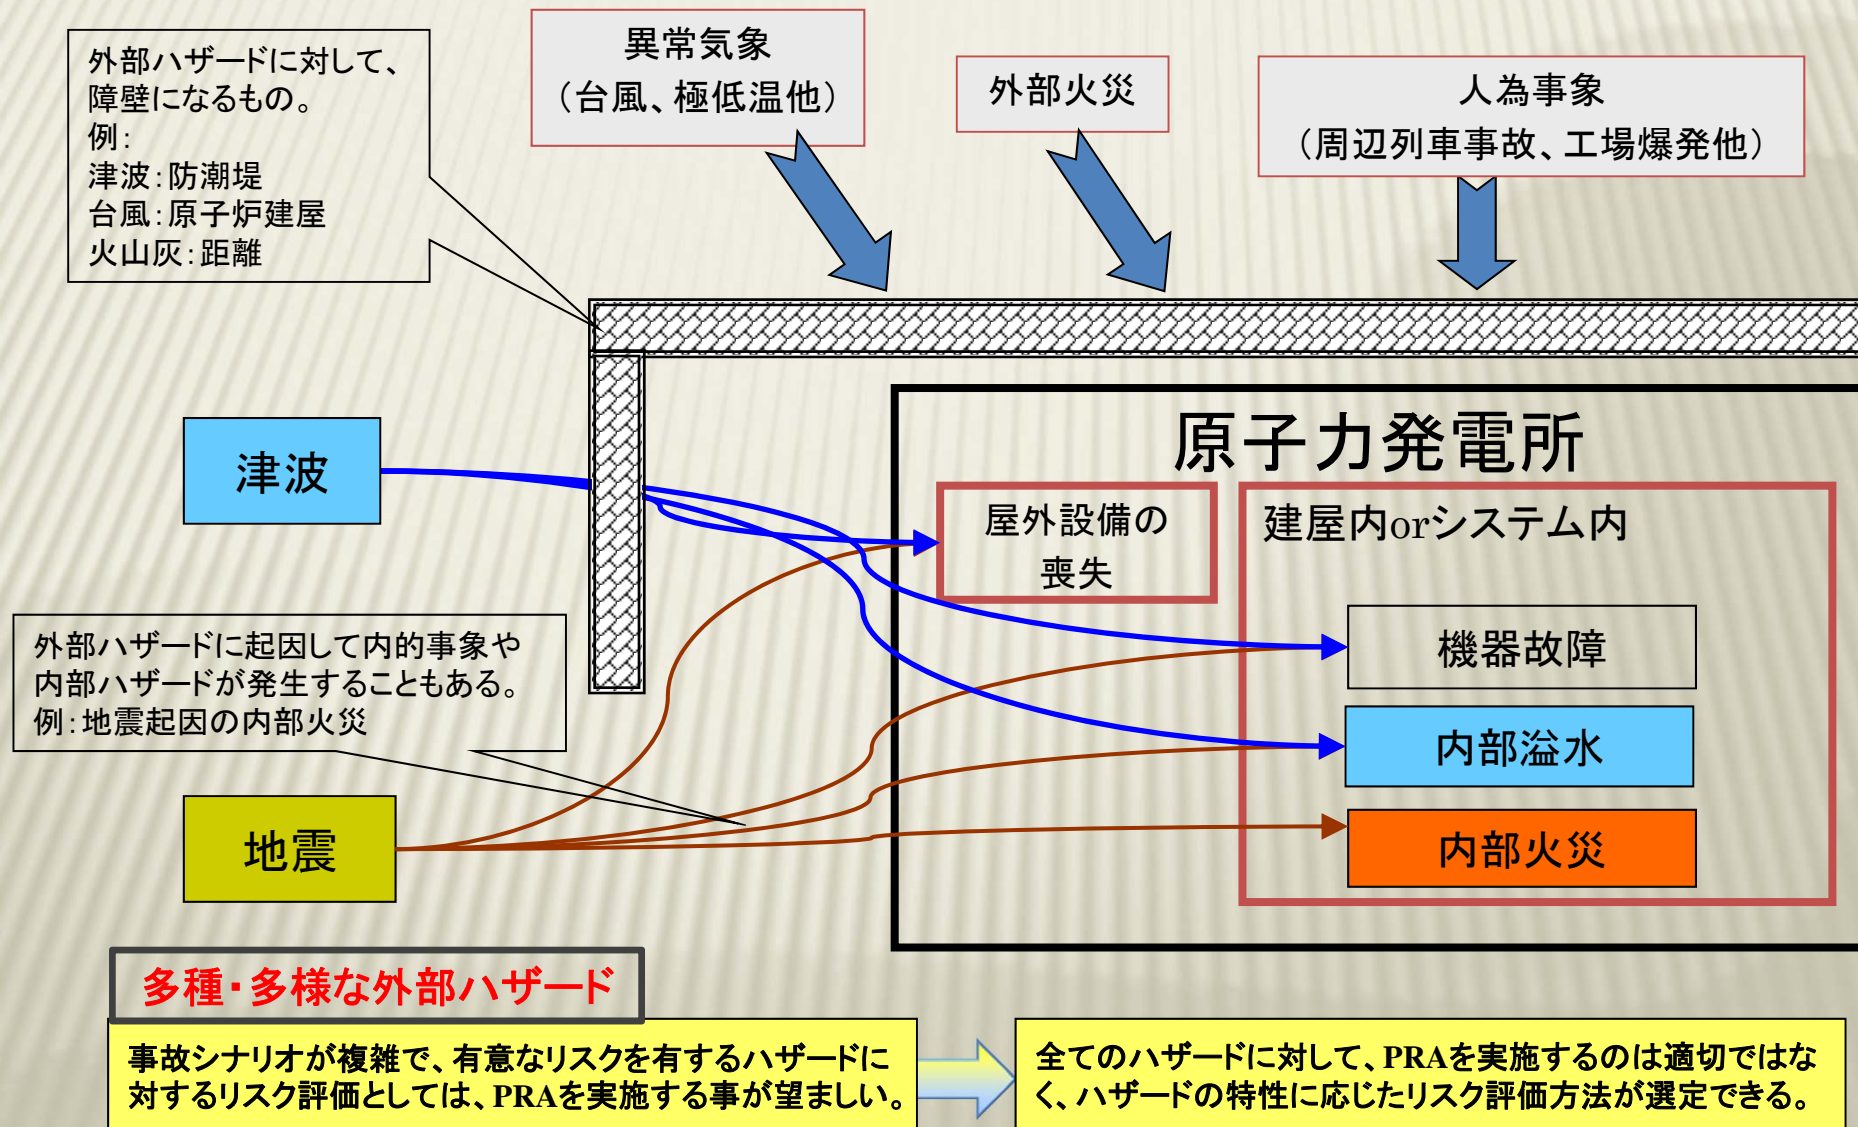 外部ハザードに対して、
障壁になるもの。
例：
津波：防潮堤
台風：原子炉建屋
火山灰：距離
異常気象
（台風、極低温他）
外部火災
人為事象
（周辺列車事故、工場爆発他）
津波
原子力発電所
屋外設備の
喪失
建屋内orシステム内
機器故障
内部溢水
内部火災
外部ハザードに起因して内的事象や
内部ハザードが発生することもある。
例：地震起因の内部火災
地震
多種・多様な外部ハザード
事故シナリオが複雑で、有意なリスクを有するハザードに
対するリスク評価としては、PRAを実施する事が望ましい。
全てのハザードに対して、PRAを実施するのは適切ではな
く、ハザードの特性に応じたリスク評価方法が選定できる。